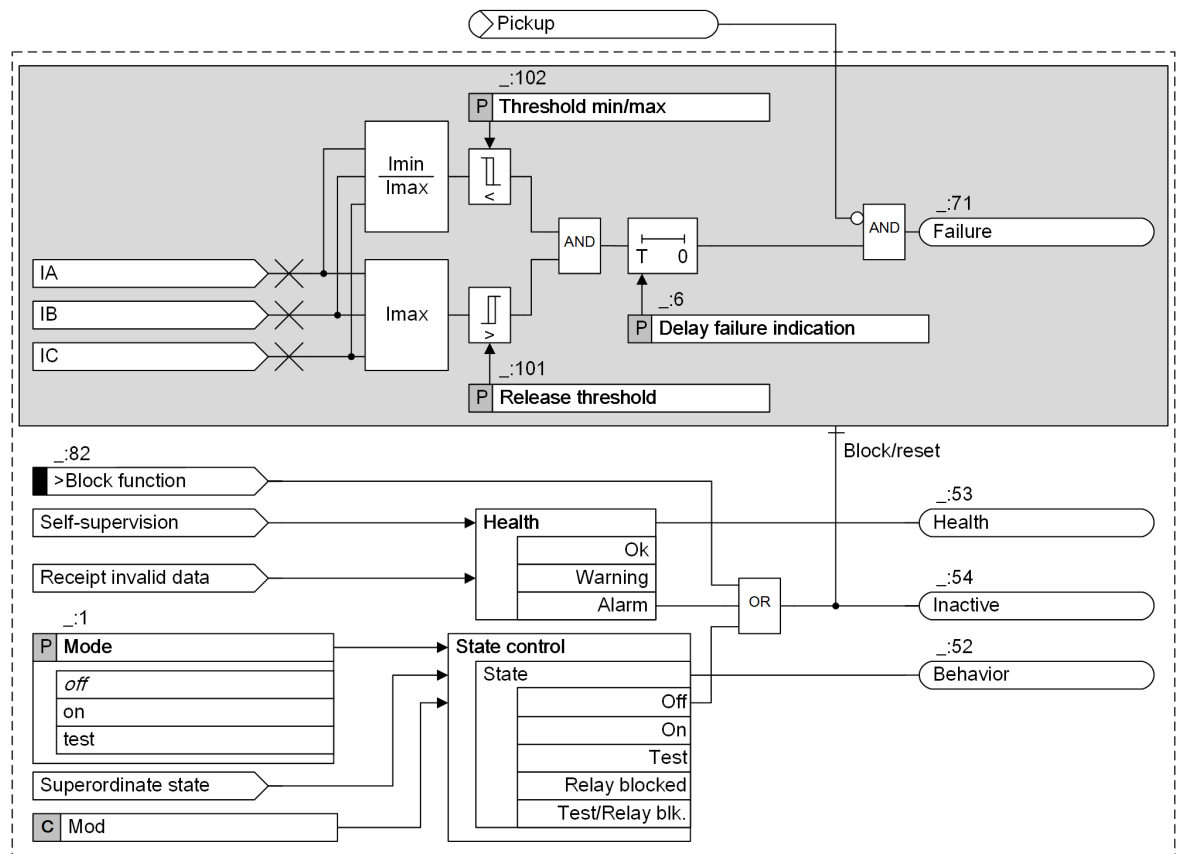 Pickup
_:102
P Threshold min/max
Imin
Imax
<
AND
T 0
_:71
AND
Failure
IA
IB
IC
Imax
>
_:6
P Delay failure indication
_:101
P Release threshold
Block/reset
_:82
>Block function
Self-supervision
Receipt invalid data
Health
Ok
Warning
Alarm
OR
_:53
Health
_:54
Inactive
_:52
Behavior
_:1
P Mode
off
on
test
Superordinate state
C Mod
State control
State
Off
On
Test
Relay blocked
Test/Relay blk.